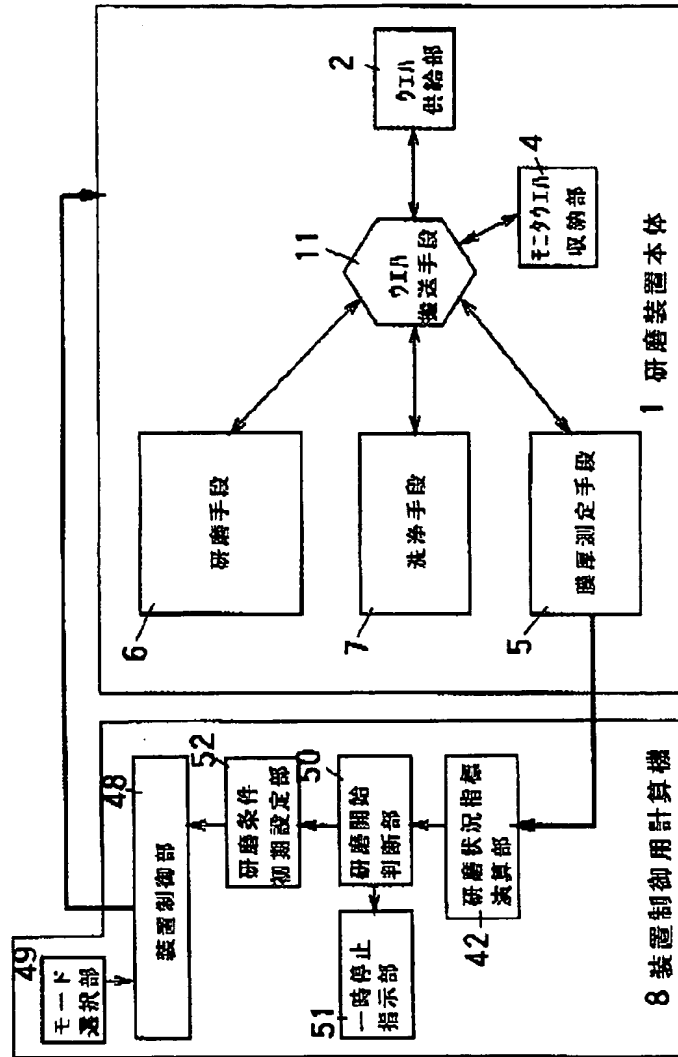 49
モード
選択部
48
装置制御部
52
研磨条件
初期設定部
50
研磨開始
判断部
51
一時停止
指示部
42
研磨状況指標
演算部
8 装置制御用計算機
6
研磨手段
7
洗浄手段
5
膜厚測定手段
11
ウエハ
搬送手段
2
ウエハ
供給部
4
モニタウエハ
収納部
1 研磨装置本体